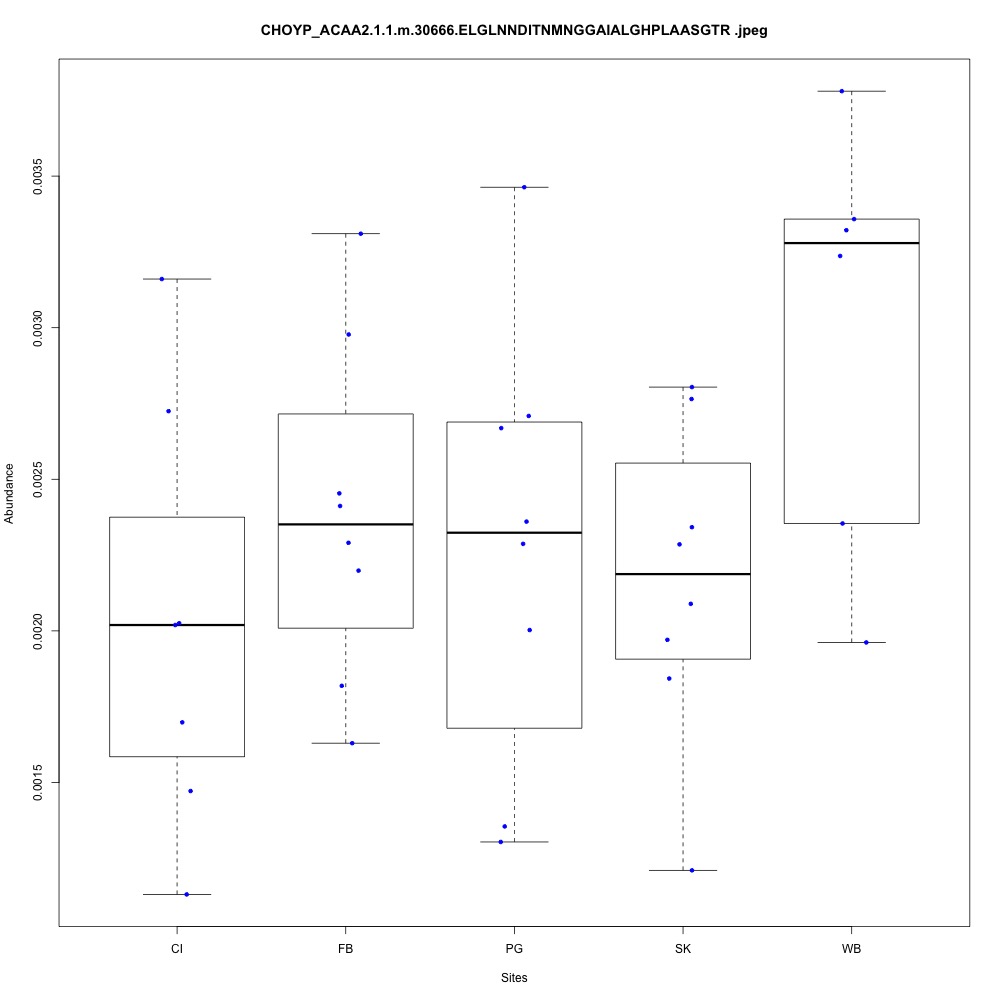 CHOYP_ACAA2.1.1.m.30666.ELGLNNDITNMNGGAIALGHPLAASGTR .jpeg
Abundance
0.0035
0.0030
0.0025
0.0020
0.0015
CI FB PG SK WB
Sites